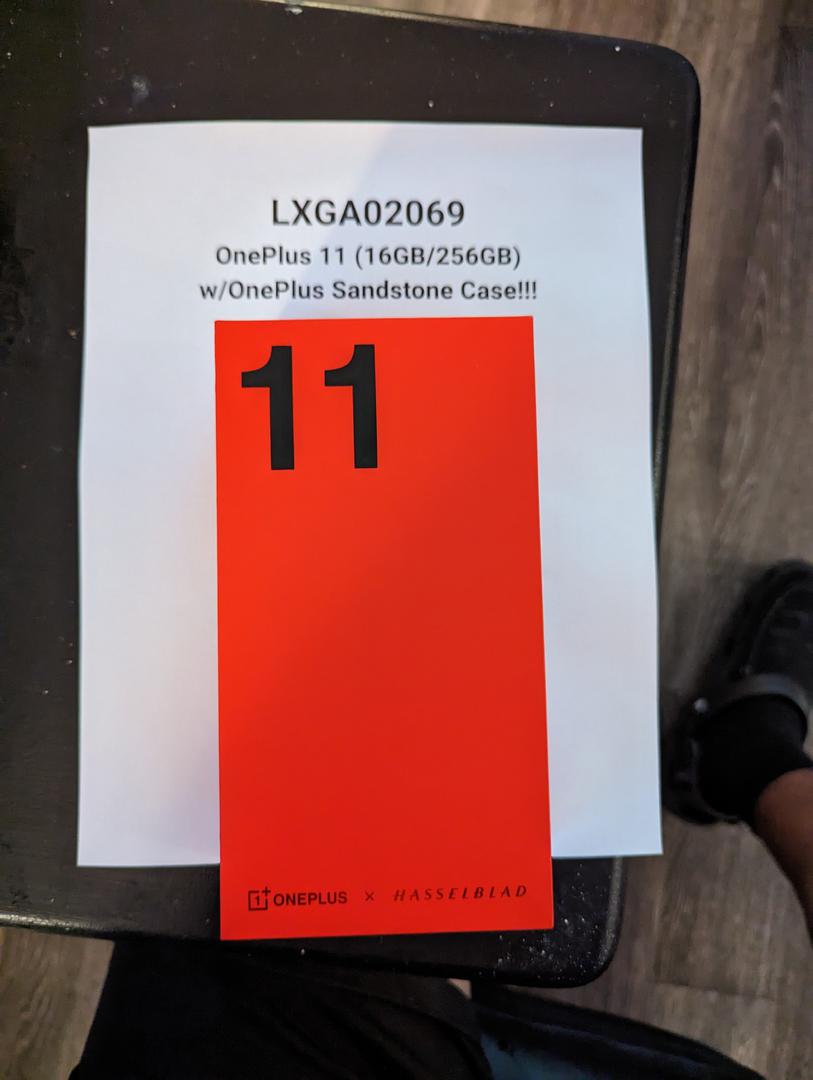 LXGA02069
OnePlus 11 (16GB/256GB)
w/OnePlus Sandstone Case!!!
11
1+ ONEPLUS × HASSELBLAD